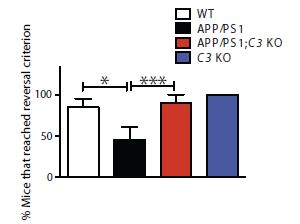 WT
APP/PS1
APP/PS1;C3 KO
C3 KO
% Mice that reached reversal criterion
* ***
100
50
0